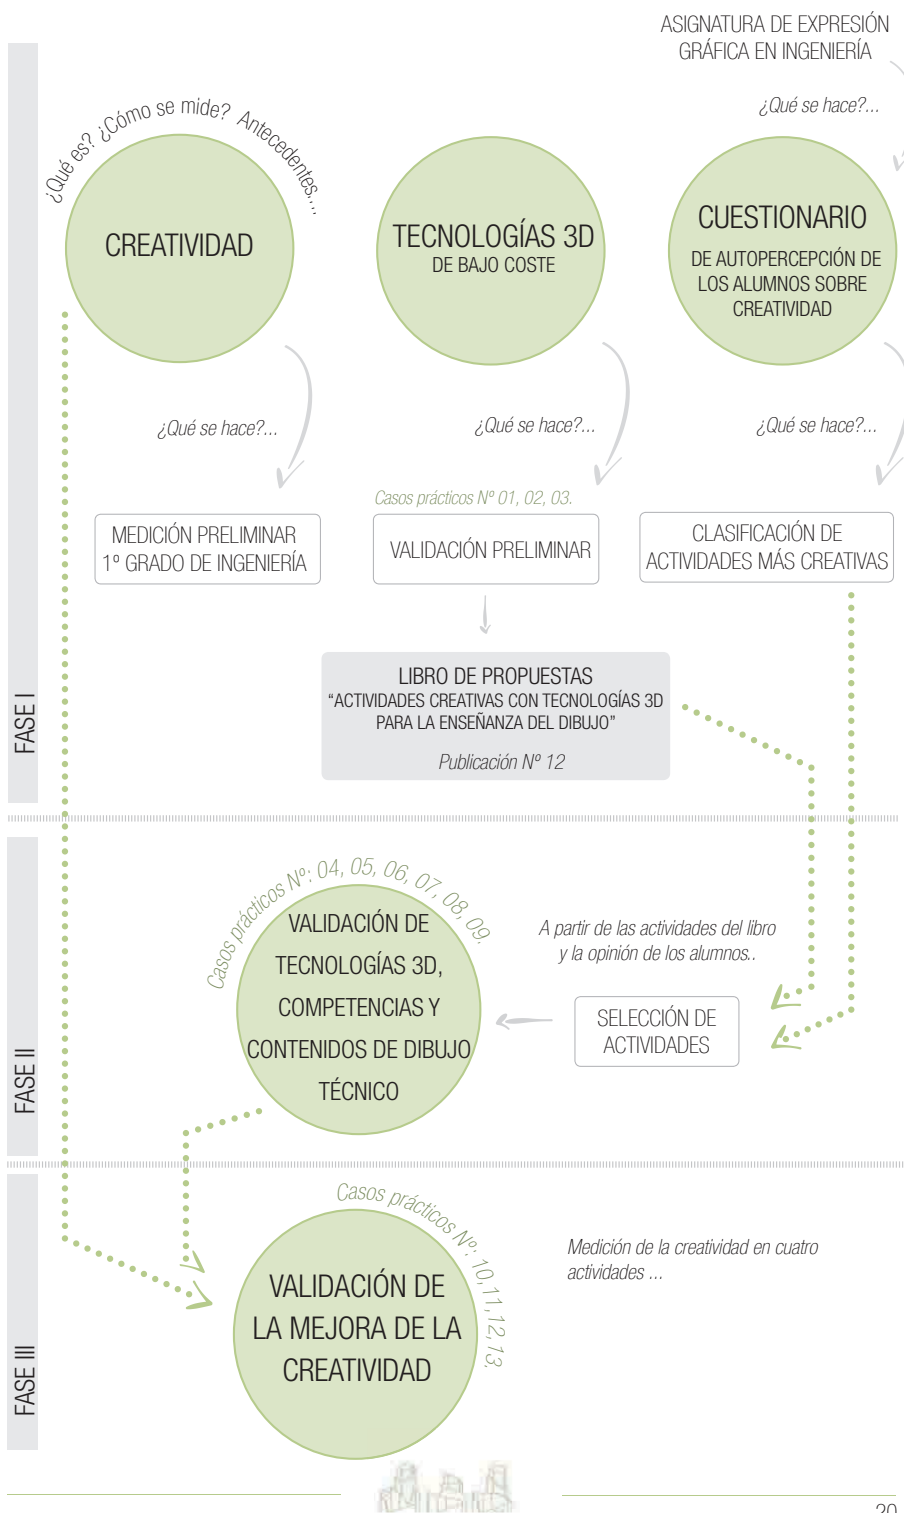 ASIGNATURA DE EXPRESIÓN
GRÁFICA EN INGENIERÍA
¿Qué se hace?...
¿Qué es? ¿Cómo se mide? Antecedentes....
CREATIVIDAD
TECNOLOGÍAS 3D
DE BAJO COSTE
CUESTIONARIO
DE AUTOPERCEPCIÓN DE
LOS ALUMNOS SOBRE
CREATIVIDAD
¿Qué se hace?...
¿Qué se hace?...
¿Qué se hace?...
MEDICIÓN PRELIMINAR
1º GRADO DE INGENIERÍA
Casos prácticos Nº 01, 02, 03.
VALIDACIÓN PRELIMINAR
CLASIFICACIÓN DE
ACTIVIDADES MÁS CREATIVAS
LIBRO DE PROPUESTAS
“ACTIVIDADES CREATIVAS CON TECNOLOGÍAS 3D
PARA LA ENSEÑANZA DEL DIBUJO”
Publicación Nº 12
FASE I
Casos prácticos Nº: 04, 05, 06, 07, 08, 09.
VALIDACIÓN DE
TECNOLOGÍAS 3D,
COMPETENCIAS Y
CONTENIDOS DE DIBUJO
TÉCNICO
A partir de las actividades del libro
y la opinión de los alumnos..
SELECCIÓN DE
ACTIVIDADES
FASE II
Casos prácticos Nº: 10,11,12,13.
VALIDACIÓN DE
LA MEJORA DE LA
CREATIVIDAD
Medición de la creatividad en cuatro
actividades ...
FASE III
20